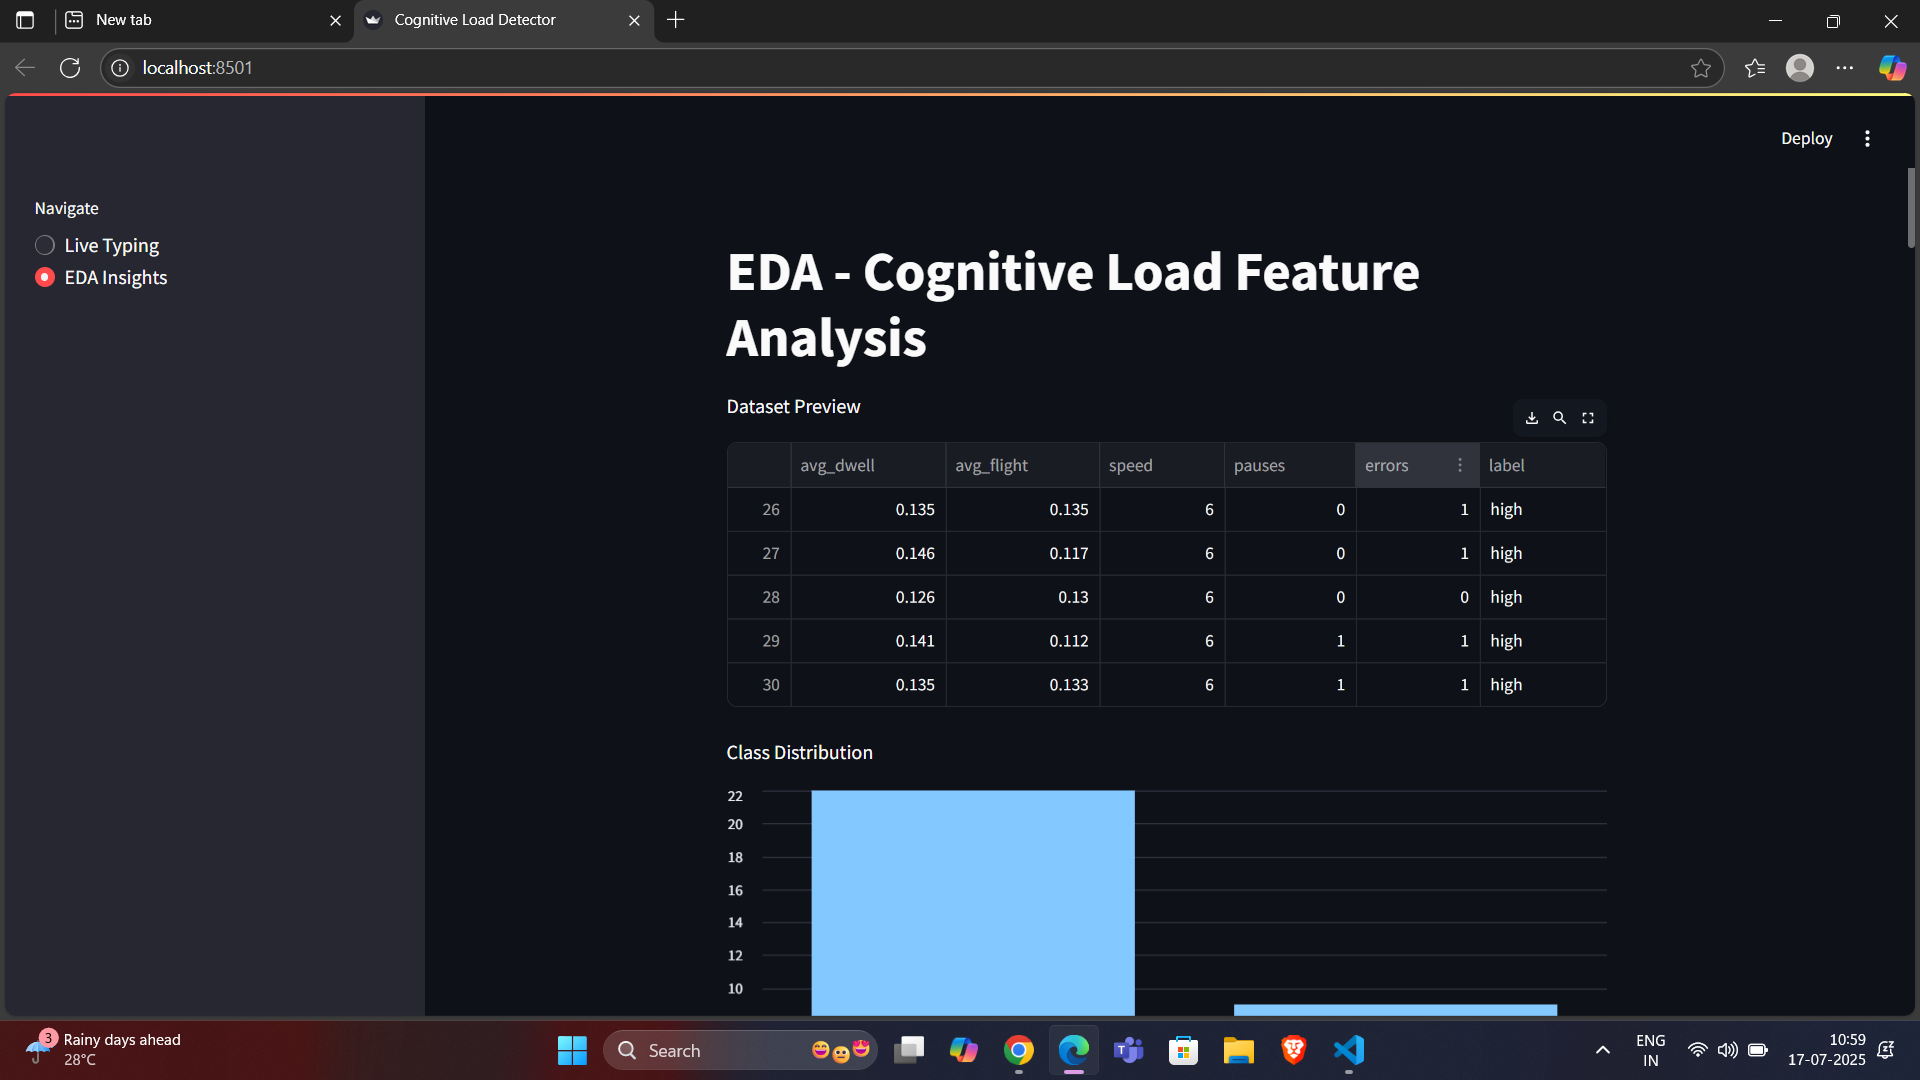 New tab
Cognitive Load Detector
localhost:8501
Deploy
Navigate
Live Typing
EDA Insights
EDA - Cognitive Load Feature
Analysis
Dataset Preview
avg_dwell avg_flight speed pauses errors label
26 0.135 0.135 6 0 1 high
27 0.146 0.117 6 0 1 high
28 0.126 0.13 6 0 0 high
29 0.141 0.112 6 1 1 high
30 0.135 0.133 6 1 1 high
Class Distribution
22
20
18
16
14
12
10
3
Rainy days ahead
28°C
Search
ENG
IN
10:59
17-07-2025